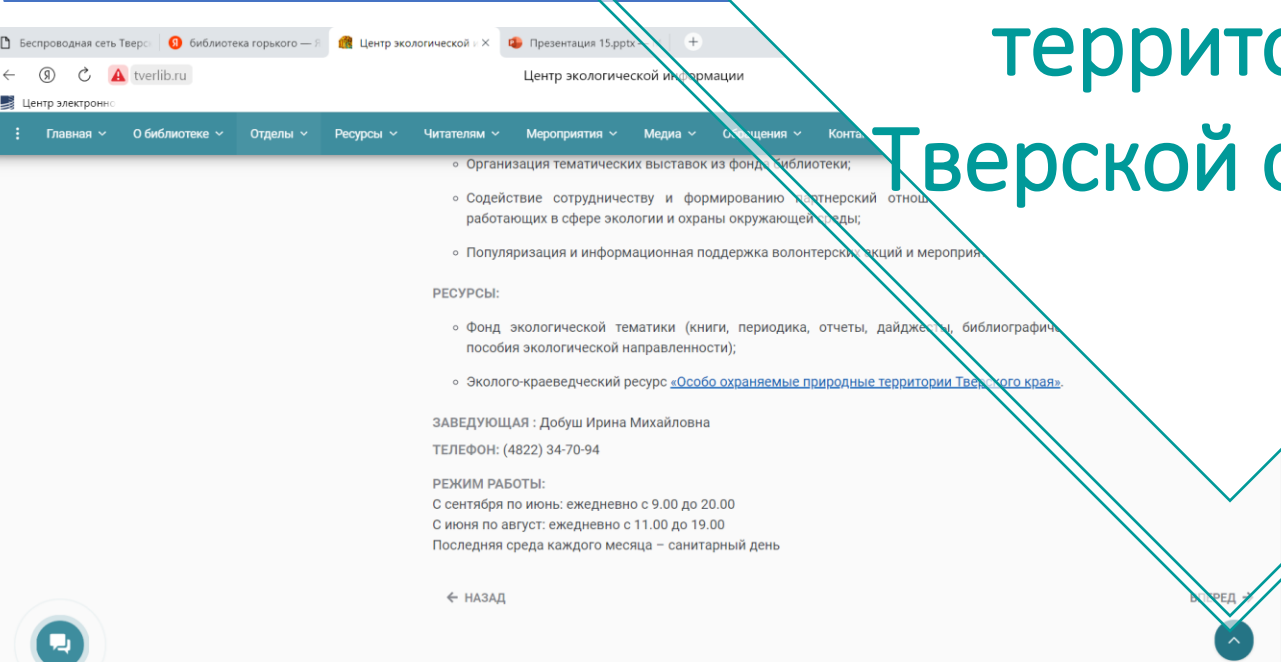 террито
Тверской о
Беспроводная сеть Тверс
библиотека горького — Я
Центр экологической и
Презентация 15.pptx —
tverlib.ru
Центр экологической информации
Центр электронно
Главная
О библиотеке
Отделы
Ресурсы
Читателям
Мероприятия
Медиа
Обращения
Конта
Организация тематических выставок из фонда библиотеки;
Содействие сотрудничеству и формированию партнерский отнош
работающих в сфере экологии и охраны окружающей среды;
Популяризация и информационная поддержка волонтерских акций и мероприя
РЕСУРСЫ:
Фонд экологической тематики (книги, периодика, отчеты, дайджесты, библиографиче
пособия экологической направленности);
Эколого-краеведческий ресурс «Особо охраняемые природные территории Тверского края».
ЗАВЕДУЮЩАЯ : Добуш Ирина Михайловна
ТЕЛЕФОН: (4822) 34-70-94
РЕЖИМ РАБОТЫ:
С сентября по июнь: ежедневно с 9.00 до 20.00
С июня по август: ежедневно с 11.00 до 19.00
Последняя среда каждого месяца – санитарный день
← НАЗАД
ВПЕРЕД →